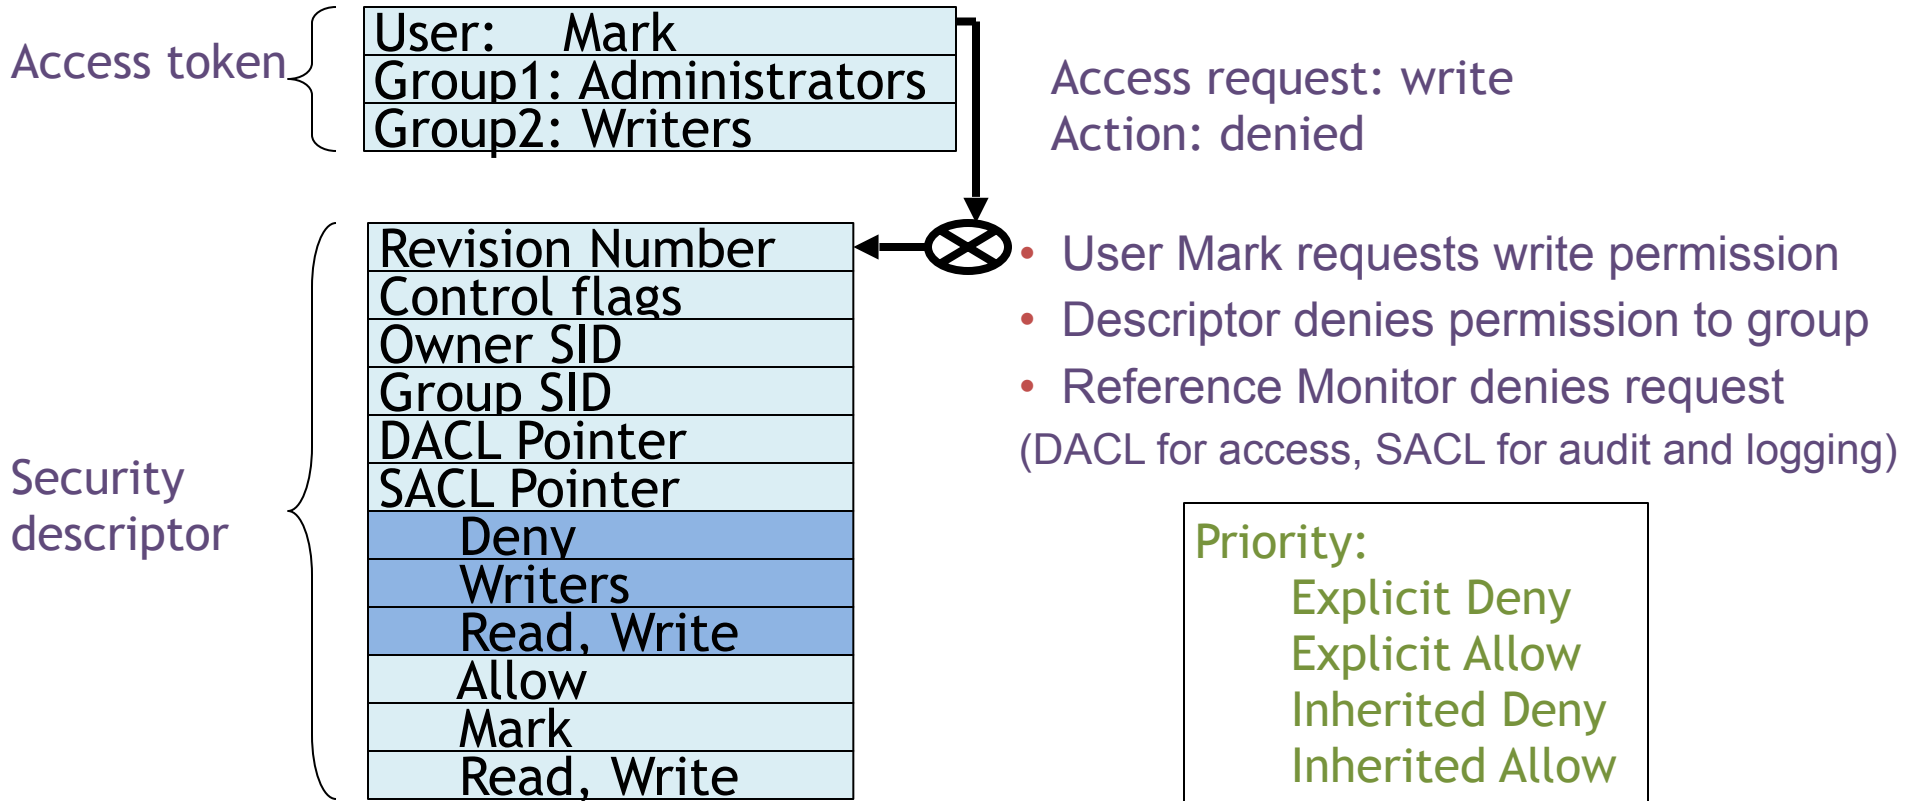 Access token
User: Mark
Group1: Administrators
Group2: Writers
Access request: write
Action: denied
Security
descriptor
Revision Number
Control flags
Owner SID
Group SID
DACL Pointer
SACL Pointer
Deny
Writers
Read, Write
Allow
Mark
Read, Write
• User Mark requests write permission
• Descriptor denies permission to group
• Reference Monitor denies request
(DACL for access, SACL for audit and logging)
Priority:
Explicit Deny
Explicit Allow
Inherited Deny
Inherited Allow